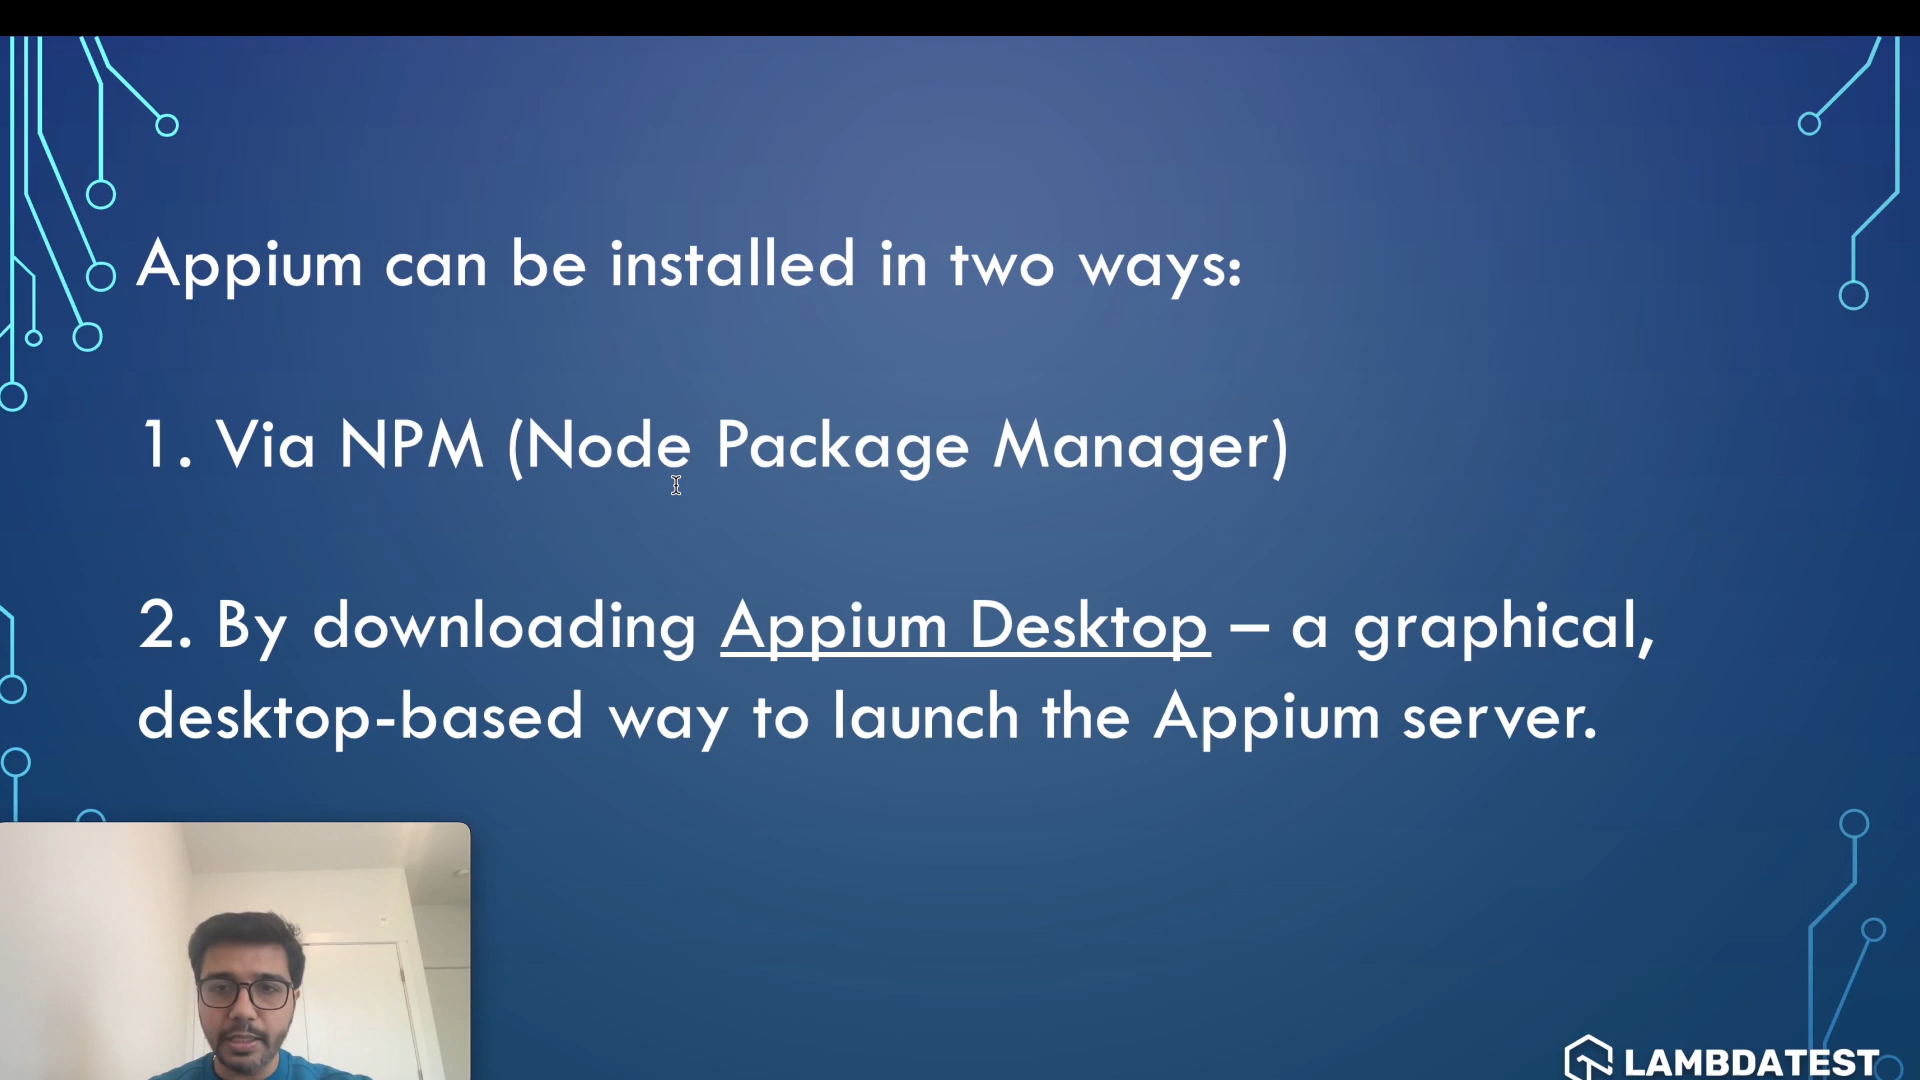 Appium can be installed in two ways:
1. Via NPM (Node Package Manager)
2. By downloading Appium Desktop – a graphical,
desktop-based way to launch the Appium server.
LAMBDATEST